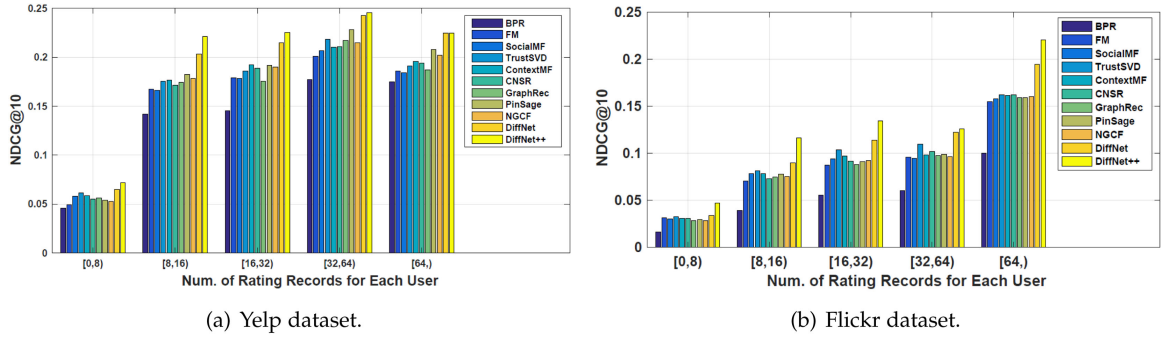 0.25
0.2
0.15
0.1
0.05
0
NDCG@10
[0,8)
[8,16)
[16,32)
[32,64)
[64,)
Num. of Rating Records for Each User
BPR
FM
SocialMF
TrustSVD
ContextMF
CNSR
GraphRec
PinSage
NGCF
DiffNet
DiffNet++
(a) Yelp dataset.
0.25
0.2
0.15
0.1
0.05
0
NDCG@10
[0,8)
[8,16)
[16,32)
[32,64)
[64,)
Num. of Rating Records for Each User
BPR
FM
SocialMF
TrustSVD
ContextMF
CNSR
GraphRec
PinSage
NGCF
DiffNet
DiffNet++
(b) Flickr dataset.